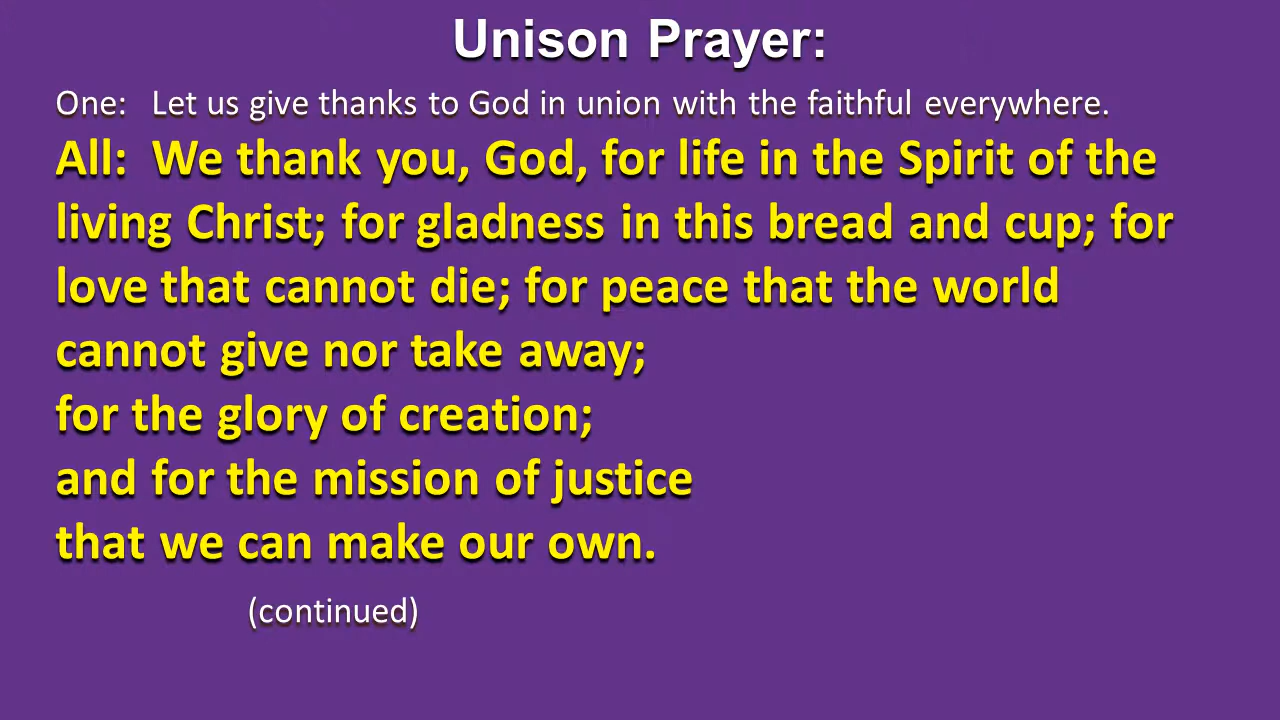 Unison Prayer:
One: Let us give thanks to God in union with the faithful everywhere.
All: We thank you, God, for life in the Spirit of the
living Christ; for gladness in this bread and cup; for
love that cannot die; for peace that the world
cannot give nor take away;
for the glory of creation;
and for the mission of justice
that we can make our own.
(continued)